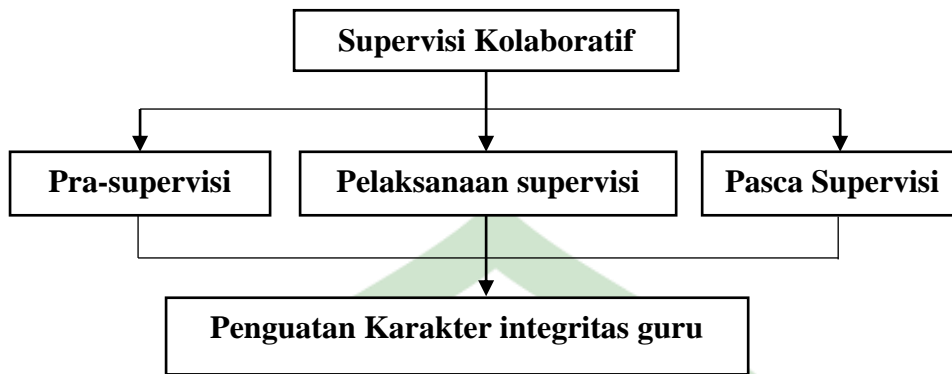 Supervisi Kolaboratif
Pra-supervisi
Pelaksanaan supervisi
Pasca Supervisi
Penguatan Karakter integritas guru